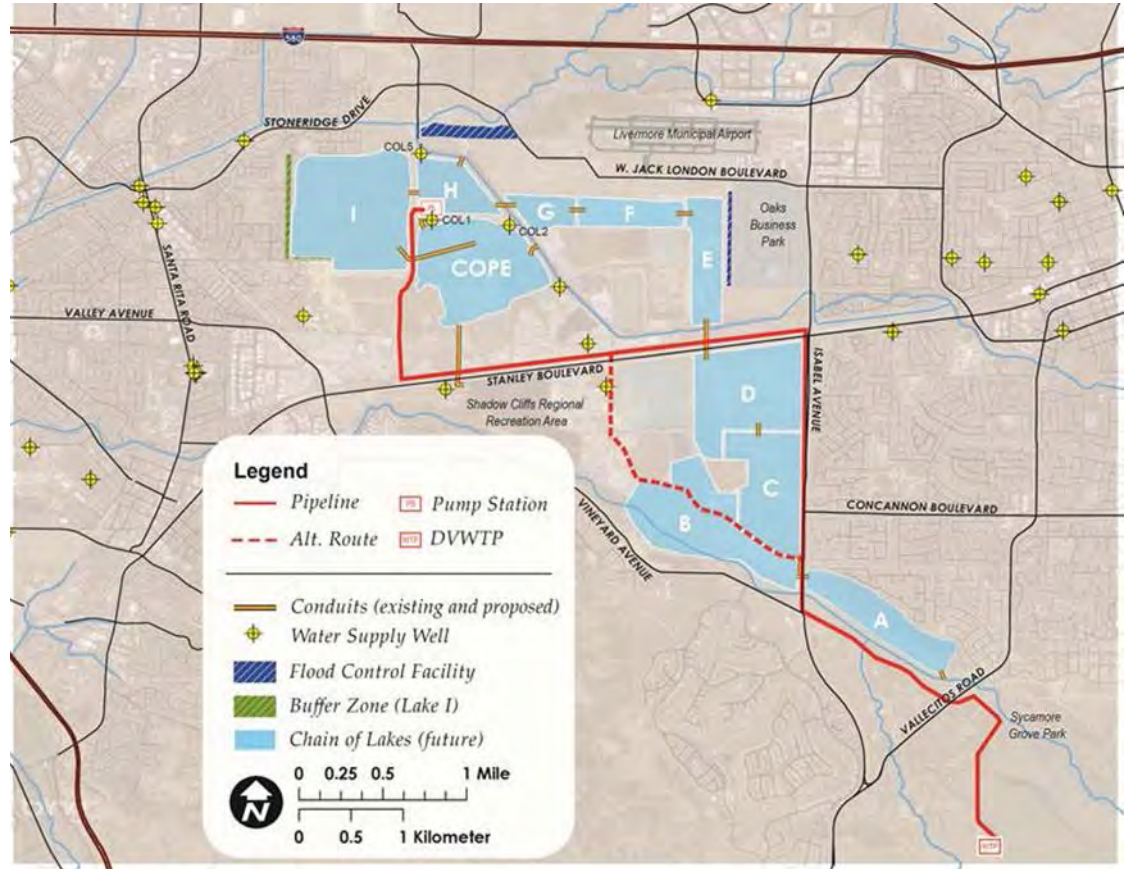 580
STONERIDGE DRIVE
Livermore Municipal Airport
COL5
W. JACK LONDON BOULEVARD
H
I
COL1
G
F
COL2
Oaks
Business
Park
SANTA RITA ROAD
COPE
E
VALLEY AVENUE
STANLEY BOULEVARD
ISABEL AVENUE
Shadow Cliffs Regional
Recreation Area
D
C
CONCANNON BOULEVARD
B
VINEYARD AVENUE
A
VALLECITOS ROAD
Sycamore
Grove Park
WTP
Legend
Pipeline
PS Pump Station
Alt. Route
WTP DVWTP
Conduits (existing and proposed)
Water Supply Well
Flood Control Facility
Buffer Zone (Lake I)
Chain of Lakes (future)
N
0 0.25 0.5 1 Mile
0 0.5 1 Kilometer